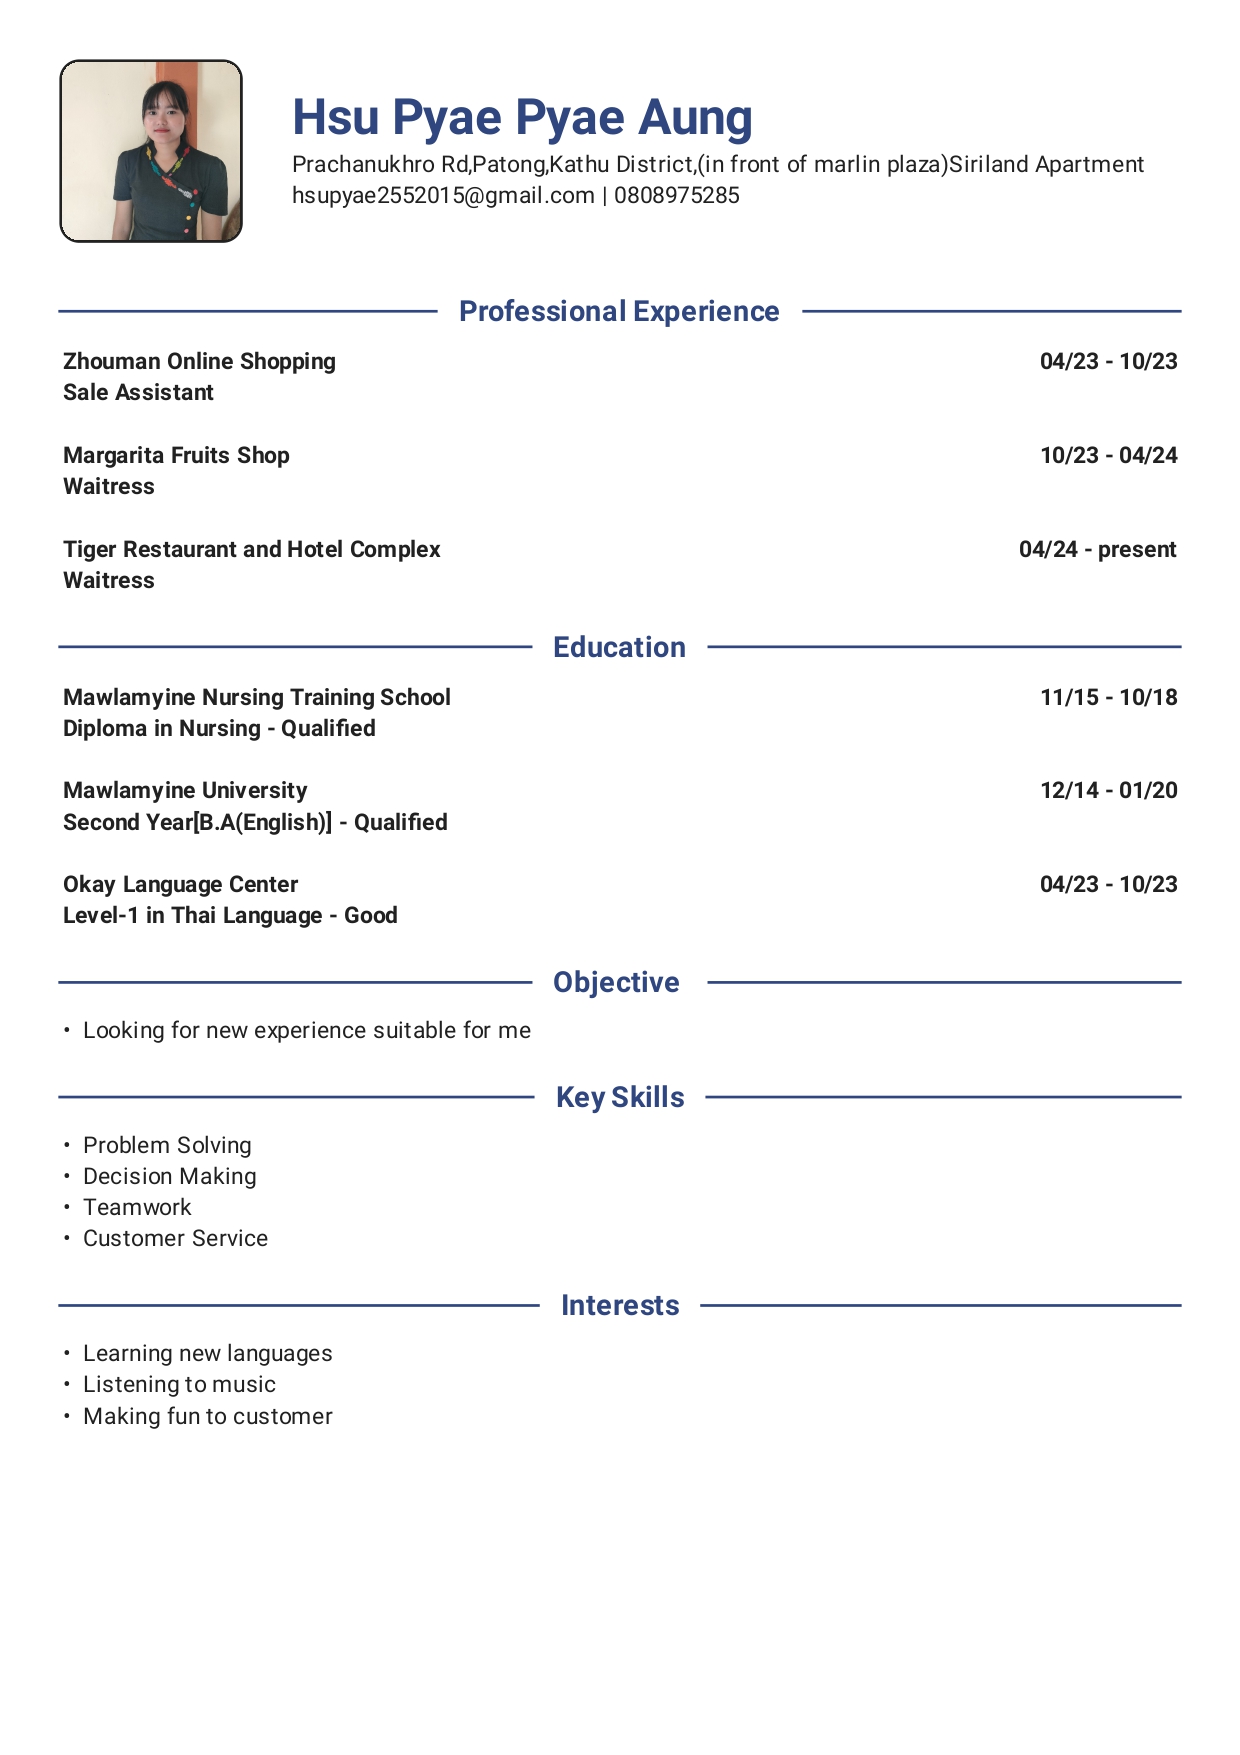 Hsu Pyae Pyae Aung
Prachanukhro Rd,Patong,Kathu District,(in front of marlin plaza)Siriland Apartment
hsupyae2552015@gmail.com | 0808975285
Professional Experience
Zhouman Online Shopping 04/23 - 10/23
Sale Assistant
Margarita Fruits Shop 10/23 - 04/24
Waitress
Tiger Restaurant and Hotel Complex 04/24 - present
Waitress
Education
Mawlamyine Nursing Training School 11/15 - 10/18
Diploma in Nursing - Qualified
Mawlamyine University 12/14 - 01/20
Second Year[B.A(English)] - Qualified
Okay Language Center 04/23 - 10/23
Level-1 in Thai Language - Good
Objective
• Looking for new experience suitable for me
Key Skills
• Problem Solving
• Decision Making
• Teamwork
• Customer Service
Interests
• Learning new languages
• Listening to music
• Making fun to customer